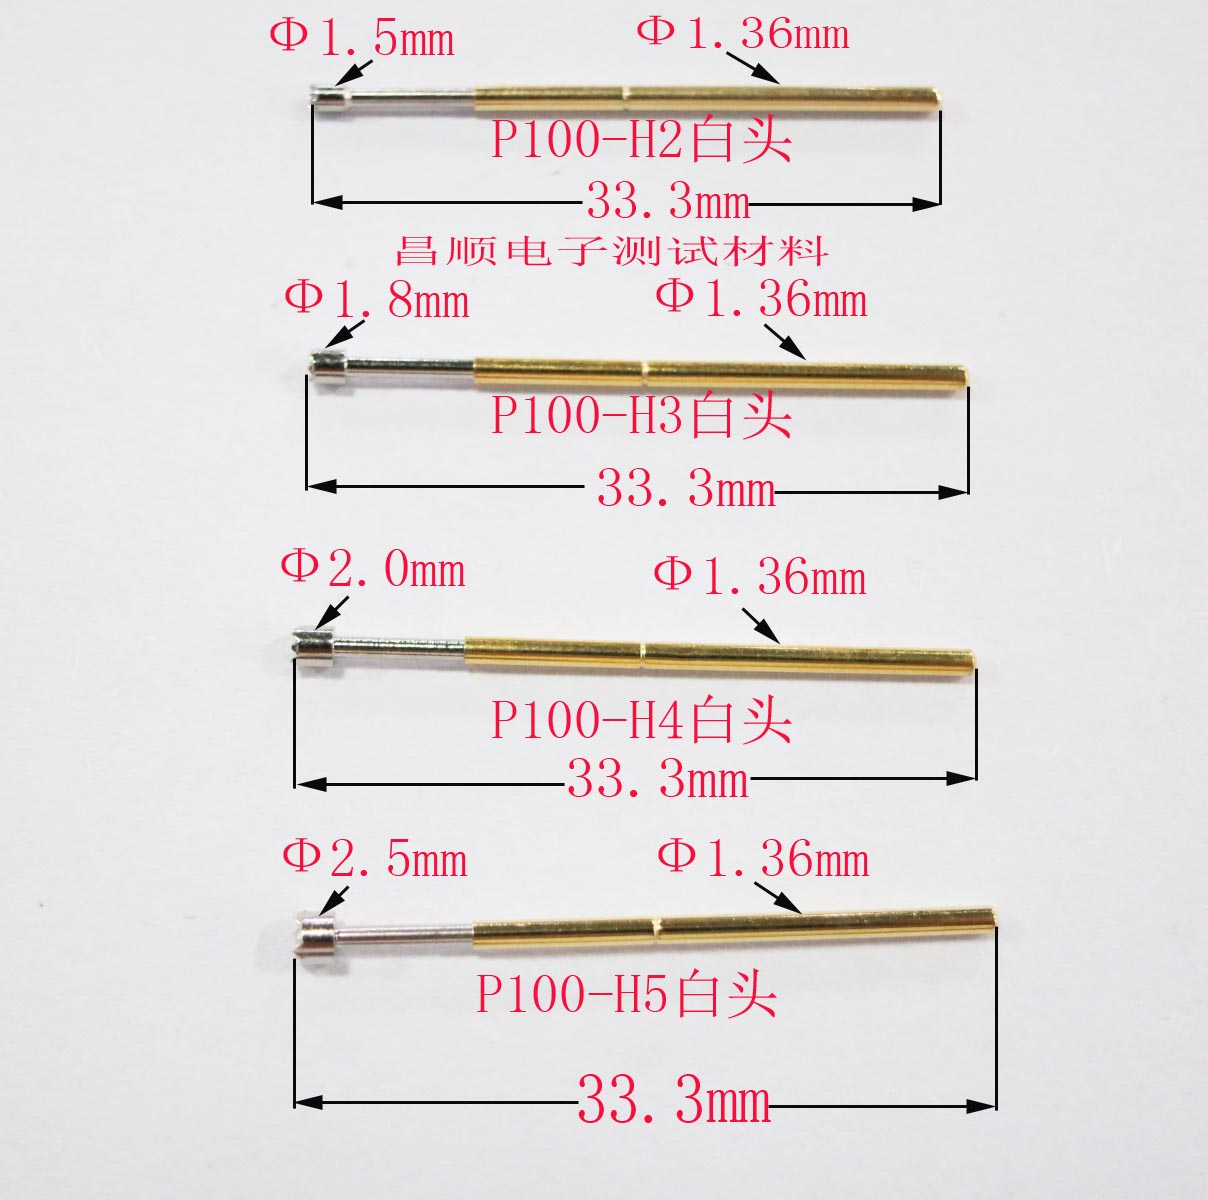 Φ1.5mm Φ1.36mm
P100-H2白头
33.3mm
昌顺电子测试材料
Φ1.8mm Φ1.36mm
P100-H3白头
33.3mm
Φ2.0mm Φ1.36mm
P100-H4白头
33.3mm
Φ2.5mm Φ1.36mm
P100-H5白头
33.3mm